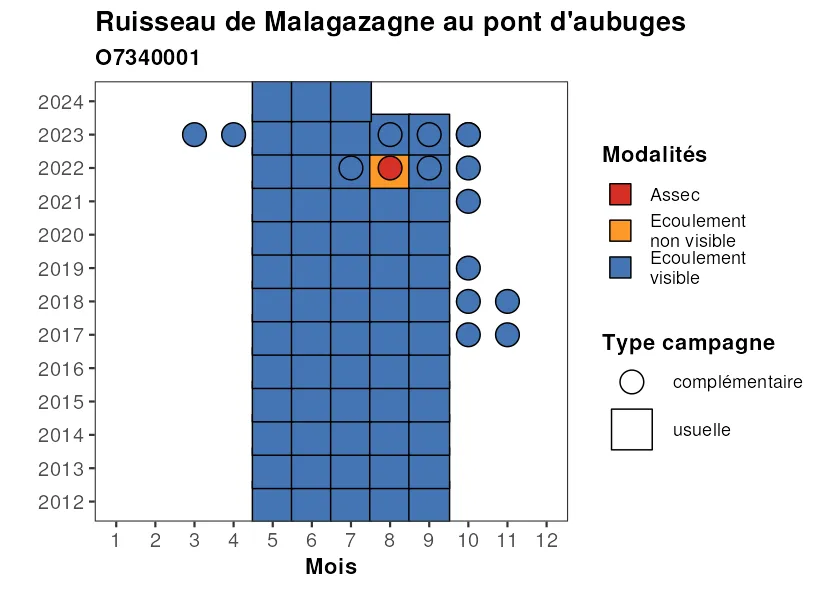 Ruisseau de Malagazagne au pont d'aubuges
O7340001
2024
2023
2022
2021
2020
2019
2018
2017
2016
2015
2014
2013
2012
1 2 3 4 5 6 7 8 9 10 11 12
Mois
Modalités
Assec
Ecoulement
non visible
Ecoulement
visible
Type campagne
complémentaire
usuelle